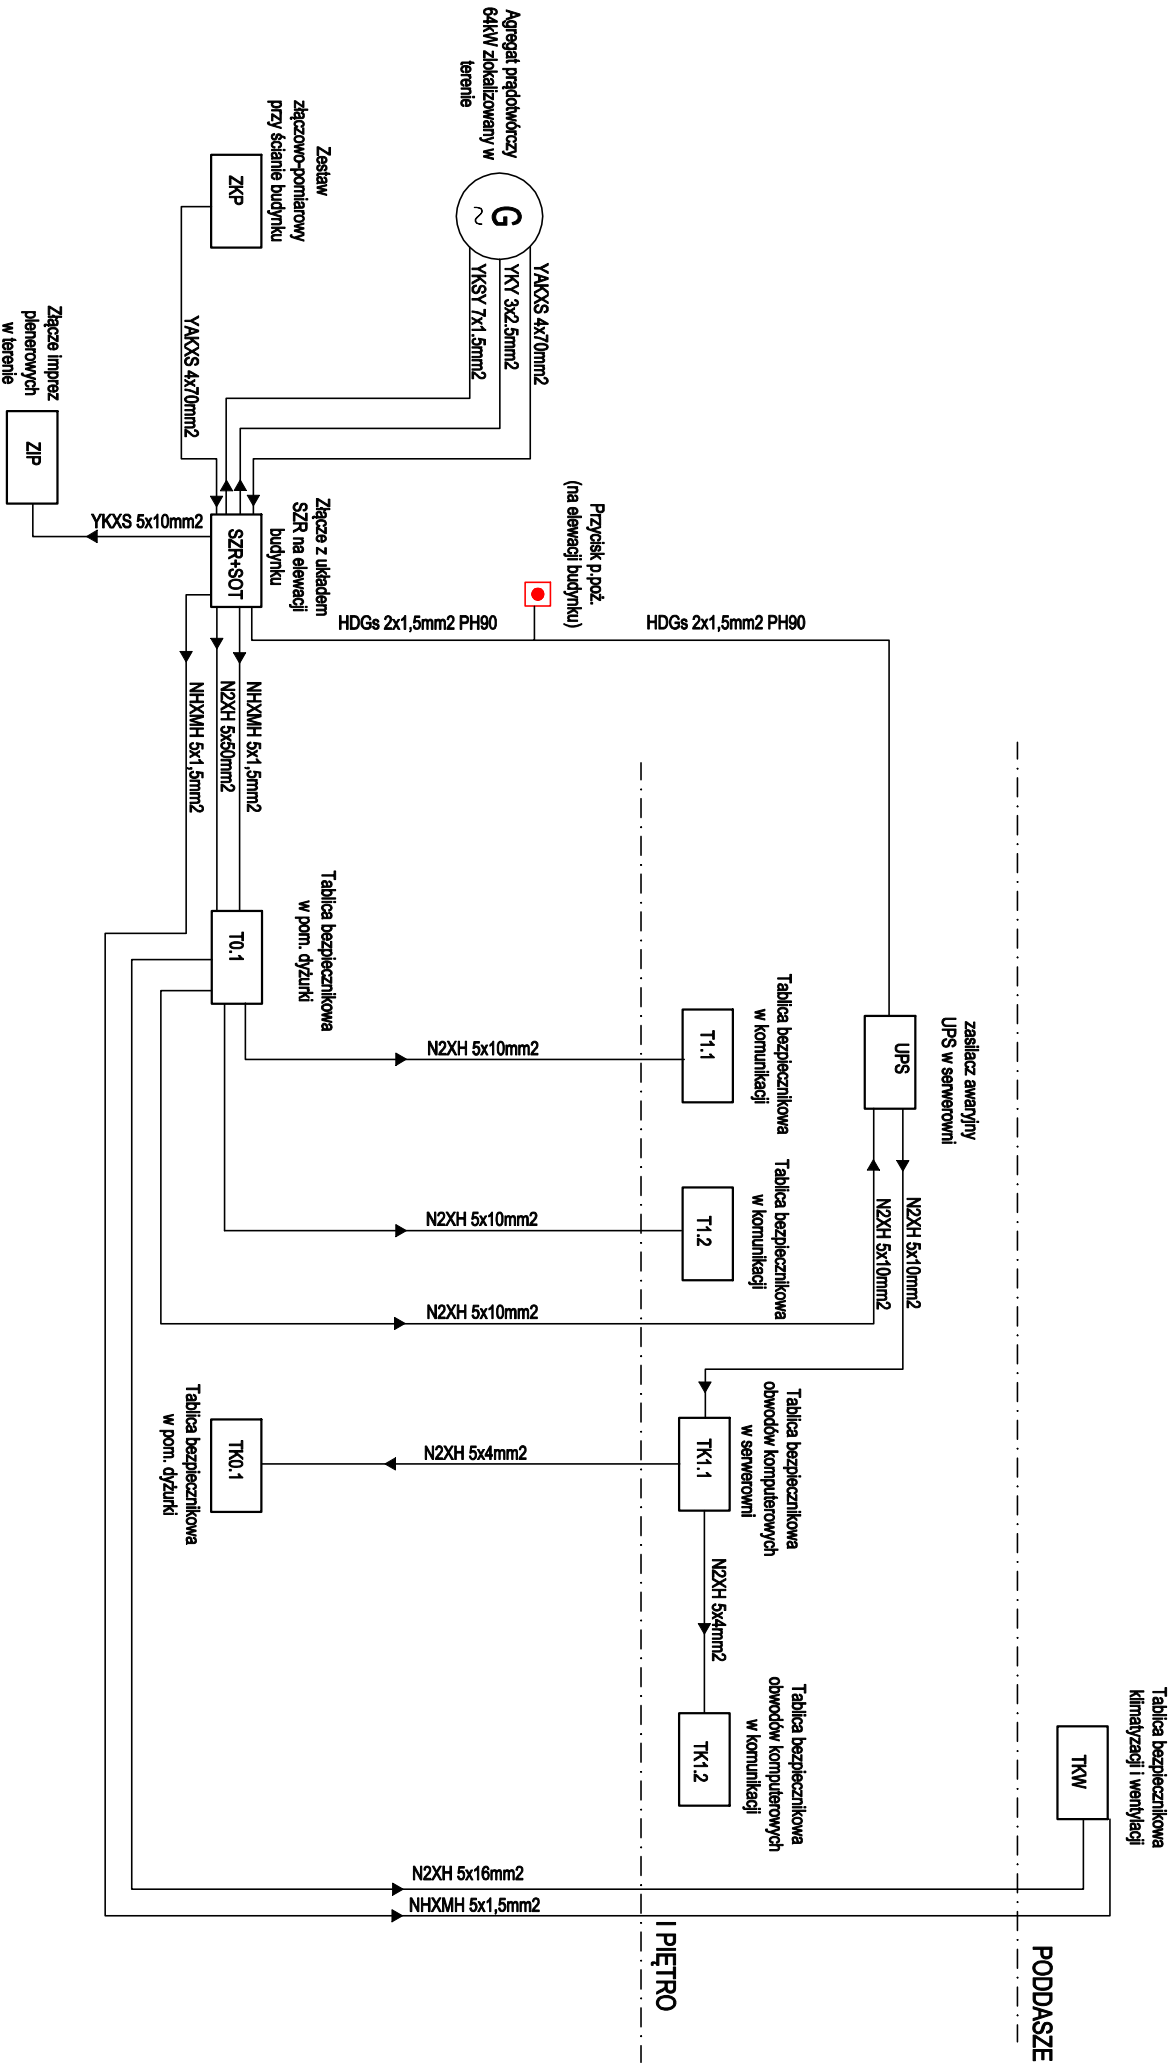 PODDASZE
I PIĘTRO
Agregat prądotwórczy
64kW zlokalizowany w
terenie
G
~
YAKXS 4x70mm2
YKY 3x2.5mm2
YKSY 7x1.5mm2
Zestaw
złączowo-pomiarowy
przy ścianie budynku
ZKP
YAKXS 4x70mm2
Złącze imprez
plenerowych
w terenie
ZIP
YKXS 5x10mm2
Złącze z układem
SZR na elewacji
budynku
SZR+SOT
Przycisk p.poż.
(na elewacji budynku)
HDGs 2x1,5mm2 PH90
HDGs 2x1,5mm2 PH90
NHXMH 5x1,5mm2
N2XH 5x50mm2
NHXMH 5x1,5mm2
Tablica bezpiecznikowa
w pom. dyżurki
T0.1
zasilacz awaryjny
UPS w serwerowni
UPS
Tablica bezpiecznikowa
w komunikacji
T1.1
N2XH 5x10mm2
Tablica bezpiecznikowa
w komunikacji
T1.2
N2XH 5x10mm2
N2XH 5x10mm2
N2XH 5x10mm2
N2XH 5x10mm2
Tablica bezpiecznikowa
obwodów komputerowych
w serwerowni
TK1.1
N2XH 5x4mm2
Tablica bezpiecznikowa
w pom. dyżurki
TK0.1
N2XH 5x4mm2
Tablica bezpiecznikowa
obwodów komputerowych
w komunikacji
TK1.2
Tablica bezpiecznikowa
klimatyzacji i wentylacji
TKW
N2XH 5x16mm2
NHXMH 5x1,5mm2